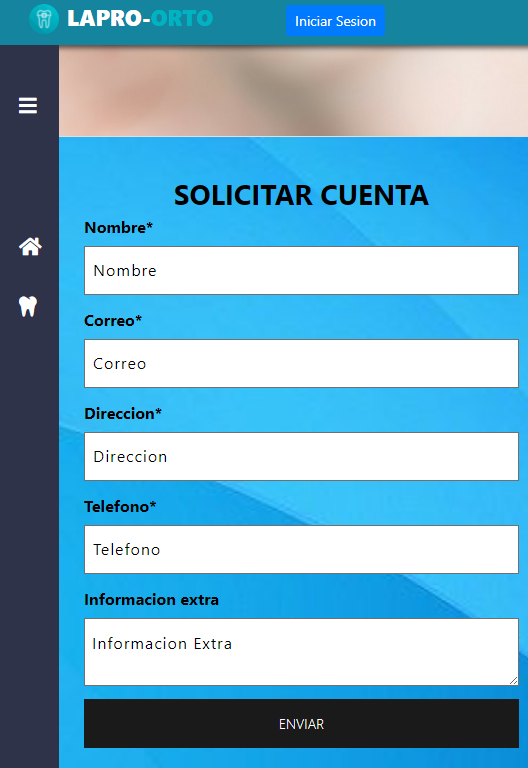 LAPRO-ORTO
Iniciar Sesion
SOLICITAR CUENTA
Nombre*
Nombre
Correo*
Correo
Direccion*
Direccion
Telefono*
Telefono
Informacion extra
Informacion Extra
ENVIAR